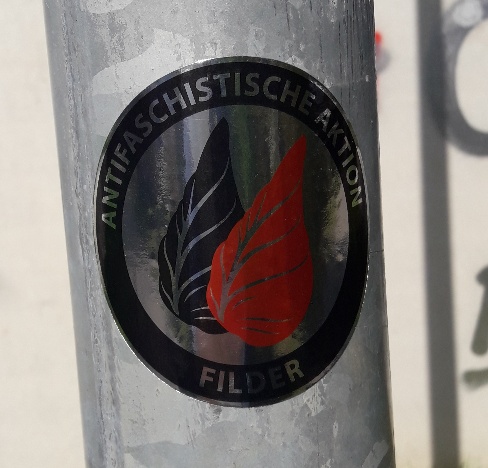 ANTIFASCHISTISCHE AKTION
FILDER